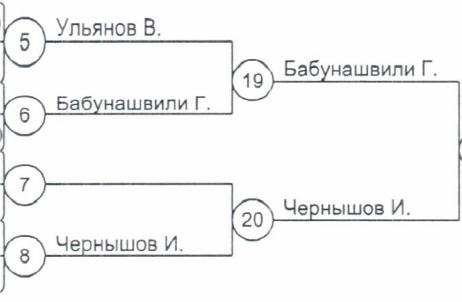 5 Ульянов В.
19 Бабунашвили Г.
6 Бабунашвили Г.
7
20 Чернышов И.
8 Чернышов И.